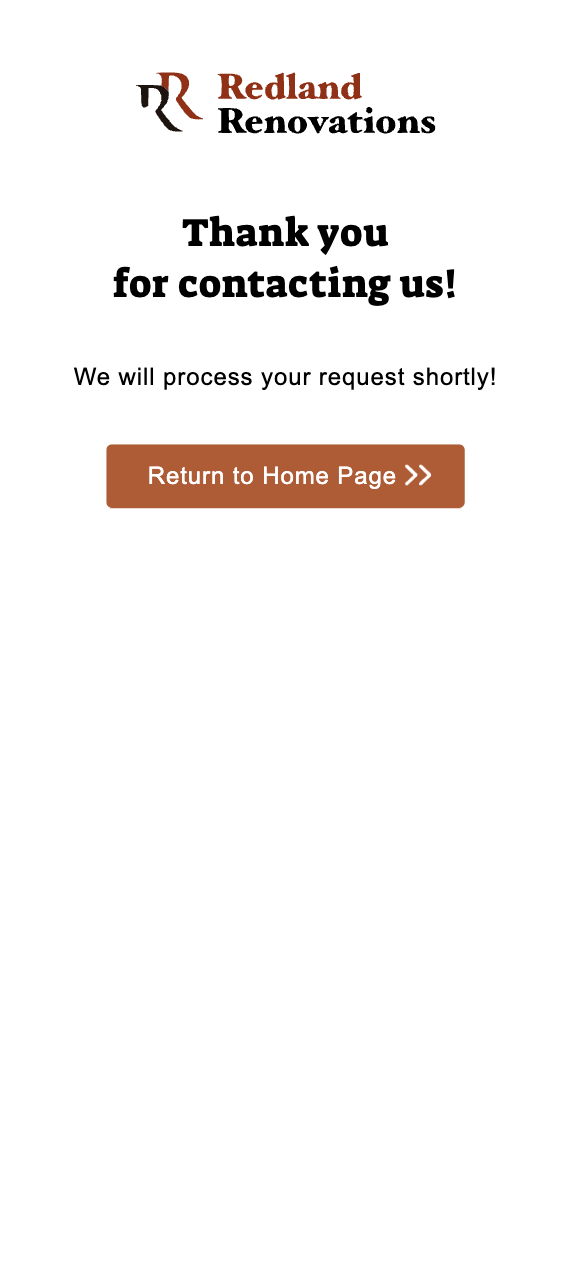 Redland
Renovations
Thank you
for contacting us!
We will process your request shortly!
Return to Home Page